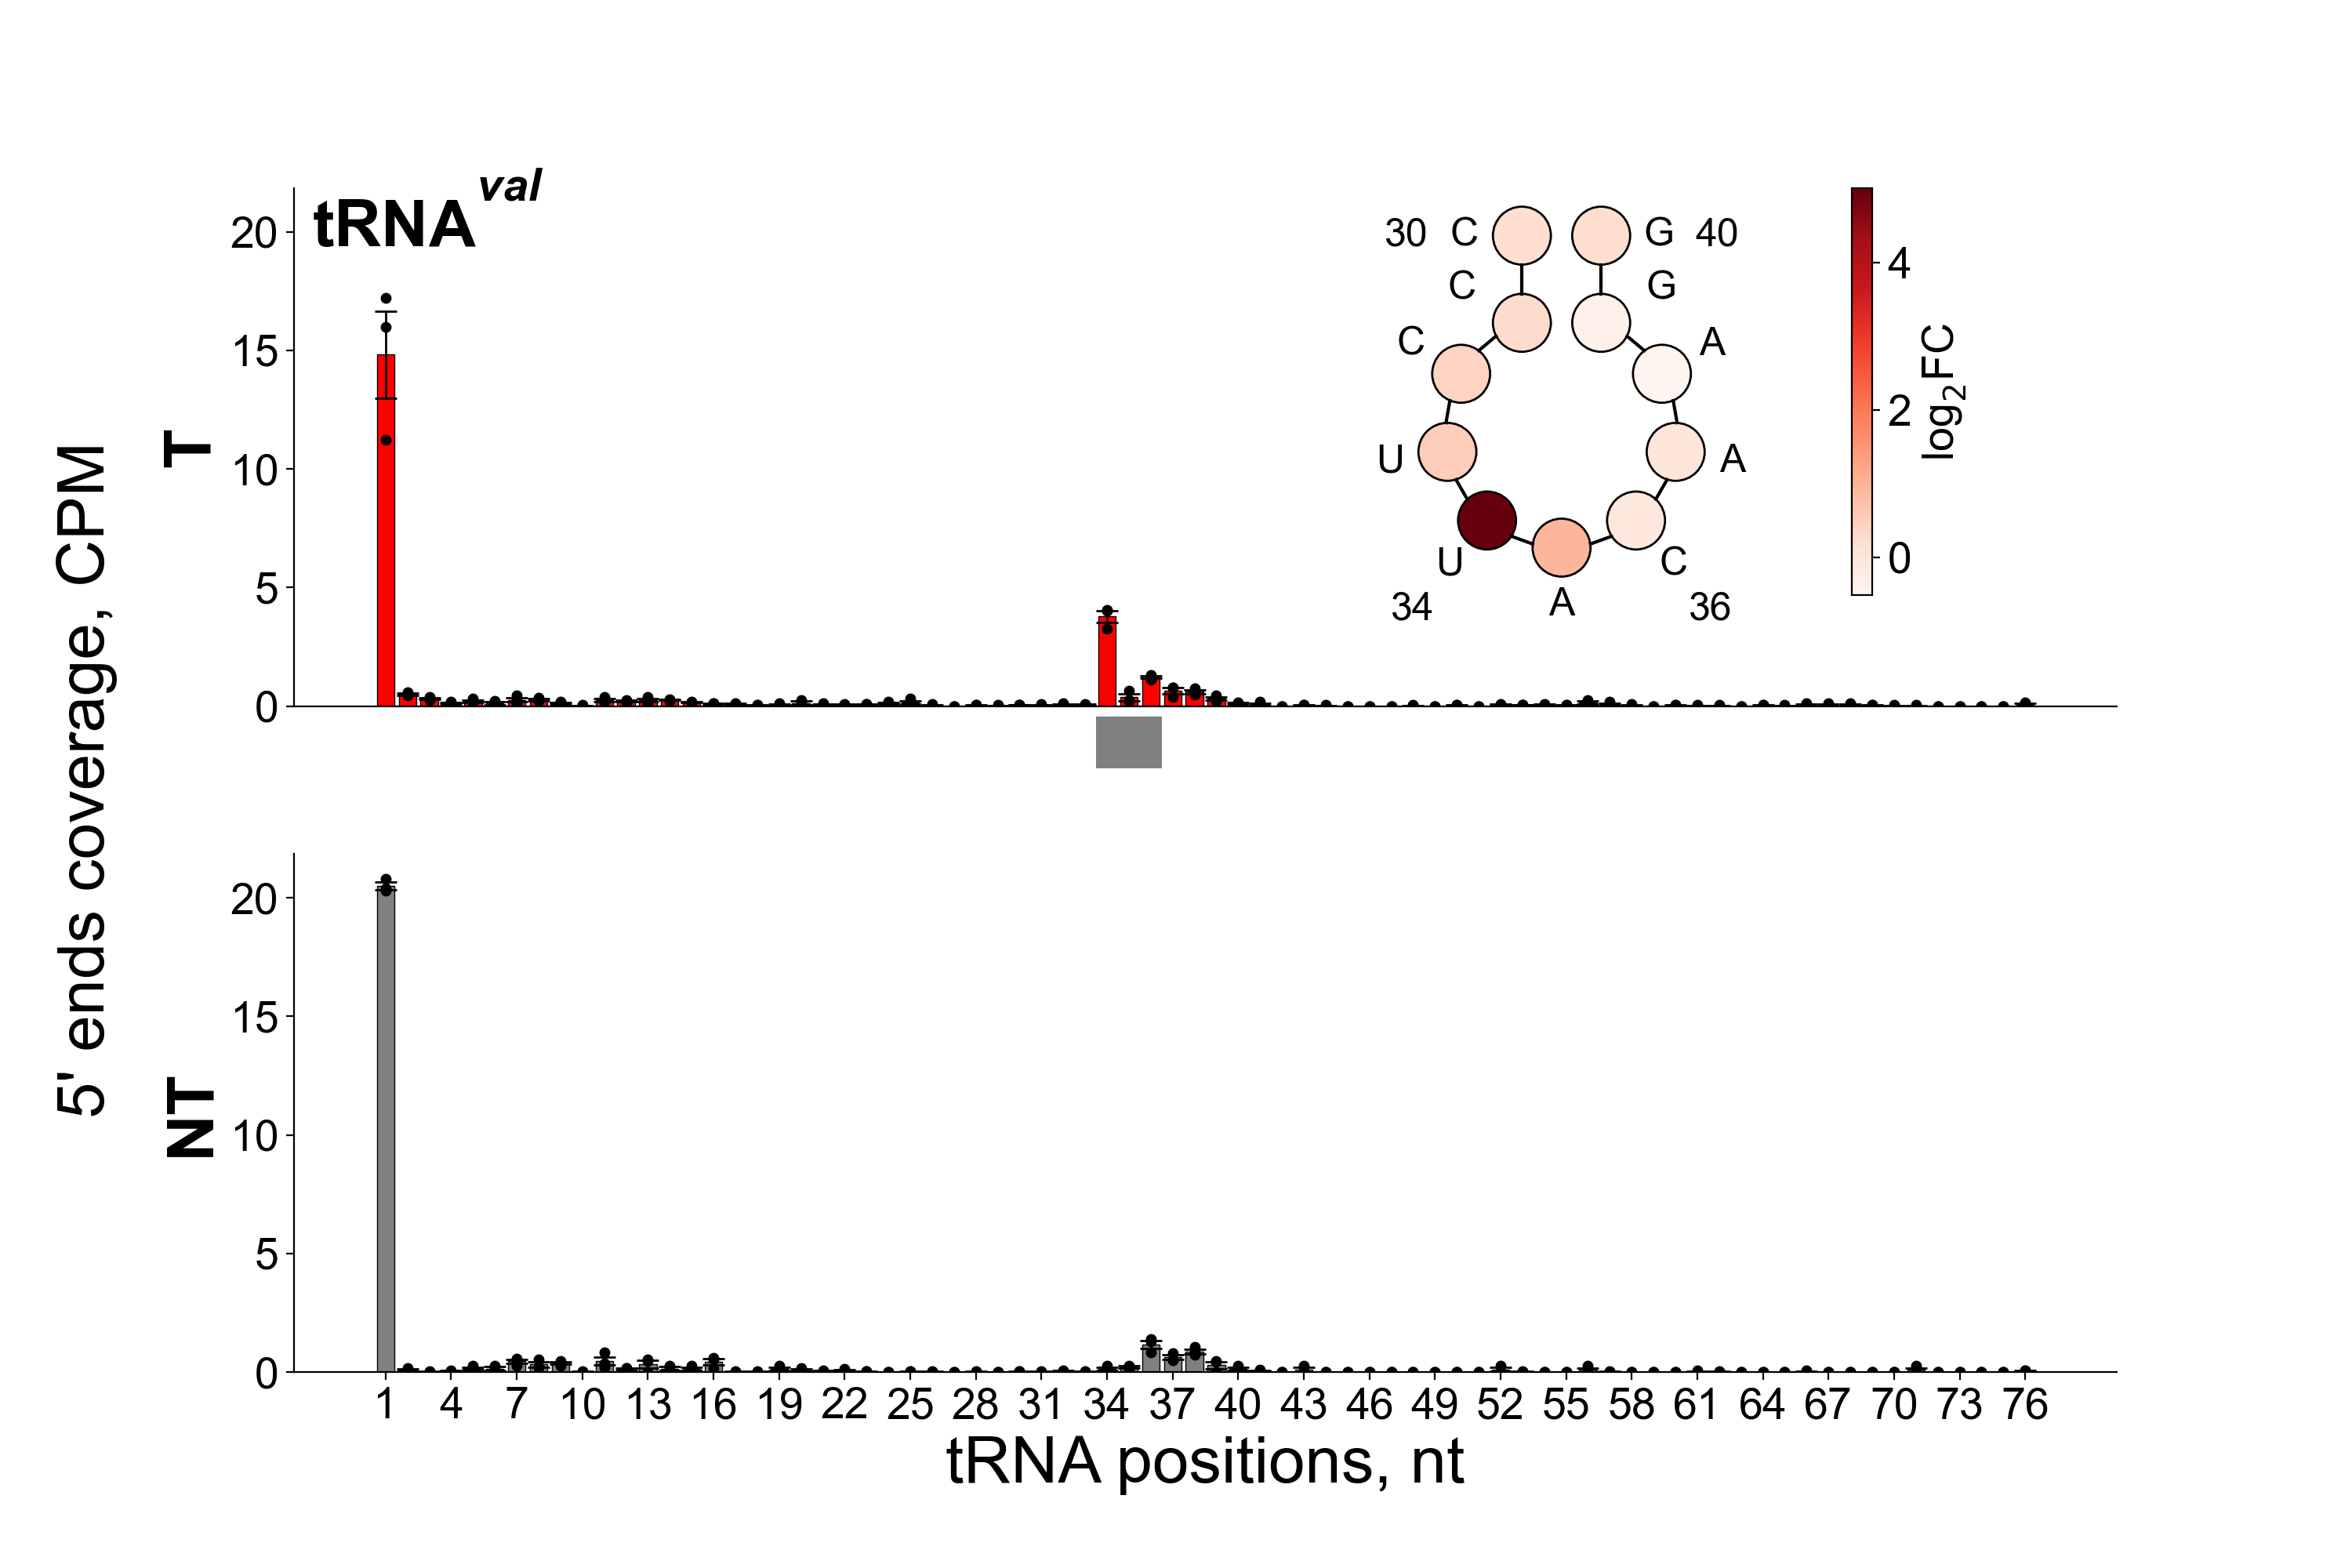 tRNAval
5' ends coverage, CPM
T
20
15
10
5
0
30 C G 40
C G
C A
U A
U C
34 A 36
4
2
0
log2FC
NT
20
15
10
5
0
1 4 7 10 13 16 19 22 25 28 31 34 37 40 43 46 49 52 55 58 61 64 67 70 73 76
tRNA positions, nt